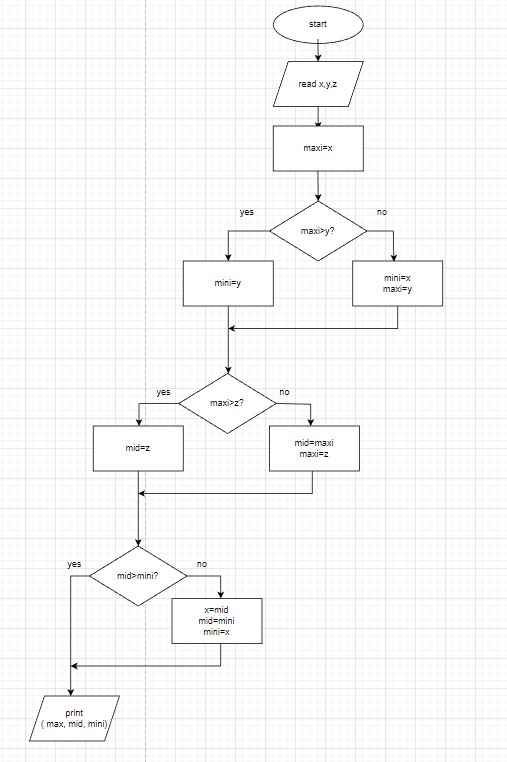 start
read x,y,z
maxi=x
yes
no
maxi>y?
mini=y
mini=x
maxi=y
yes
no
maxi>z?
mid=z
mid=maxi
maxi=z
yes
no
mid>mini?
x=mid
mid=mini
mini=x
print
( max, mid, mini)